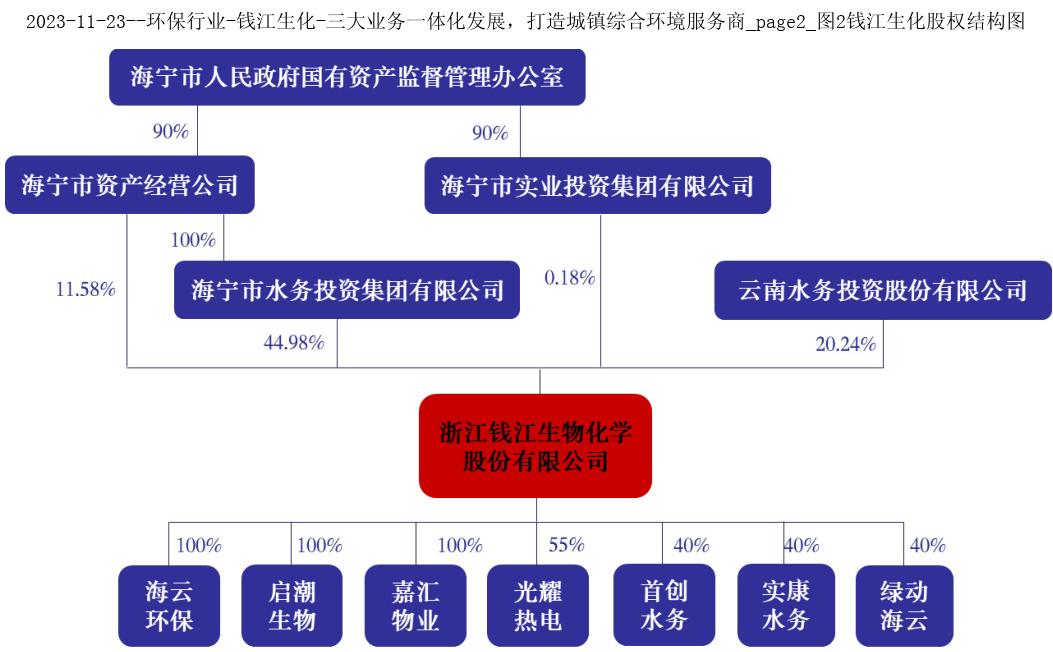 2023-11-23--环保行业-钱江生化-三大业务一体化发展，打造城镇综合环境服务商_page2_图2钱江生化股权结构图
海宁市人民政府国有资产监督管理办公室
90%
90%
海宁市资产经营公司
海宁市实业投资集团有限公司
100%
11.58%
0.18%
海宁市水务投资集团有限公司
云南水务投资股份有限公司
44.98%
20.24%
浙江钱江生物化学
股份有限公司
100%
100%
100%
55%
40%
40%
40%
海云
环保
启潮
生物
嘉汇
物业
光耀
热电
首创
水务
实康
水务
绿动
海云